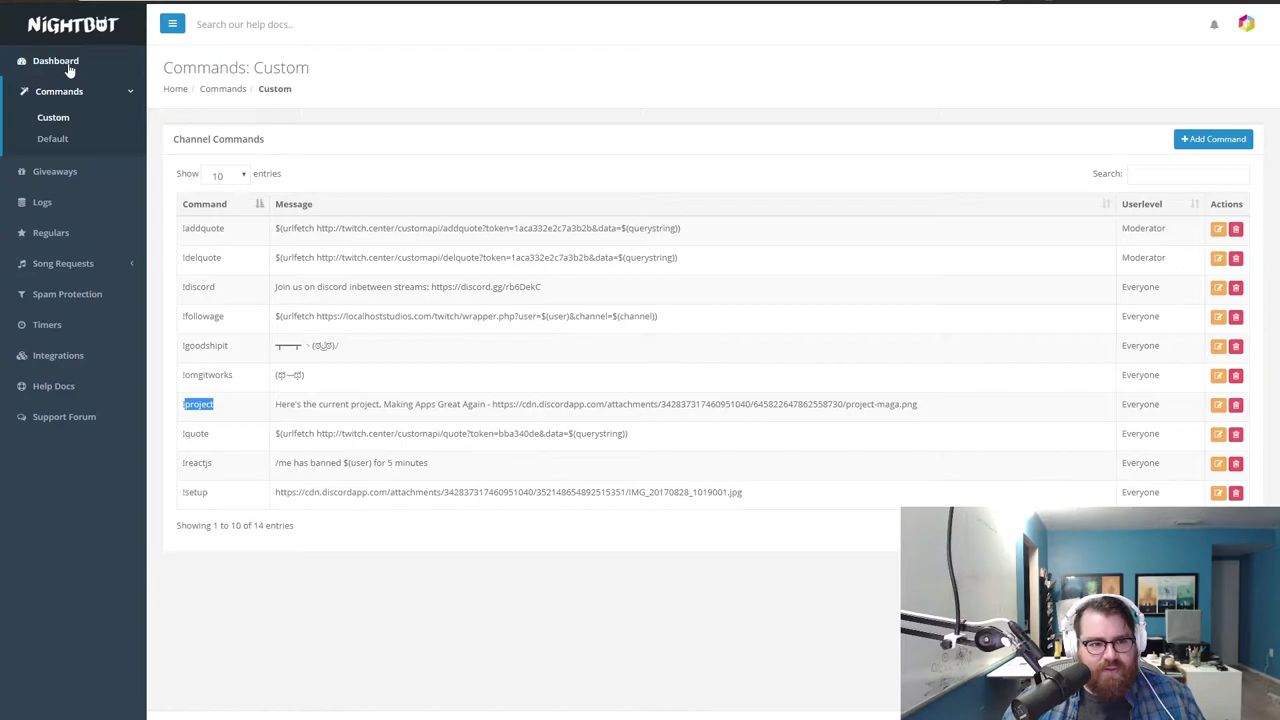 NiGHTBOT
Search our help docs..
Dashboard
Commands
Custom
Default
Giveaways
Logs
Regulars
Song Requests
Spam Protection
Timers
Integrations
Help Docs
Support Forum
Commands: Custom
Home / Commands / Custom
Channel Commands
+ Add Command
Show 10 entries
Search:
Command Message Userlevel Actions
!addquote $(urlfetch http://twitch.center/customapi/addquote?token=1aca332e2c7a3b2b&data=$(querystring)) Moderator
!delquote $(urlfetch http://twitch.center/customapi/delquote?token=1aca332e2c7a3b2b&data=$(querystring)) Moderator
!discord Join us on discord inbetween streams: https://discord.gg/rb6DekC Everyone
!followage $(urlfetch https://localhoststudios.com/twitch/wrapper.php?user=$(user)&channel=$(channel)) Everyone
!goodshipit Everyone
!omgitworks Everyone
!project Here's the current project, Making Apps Great Again - https://cdn.discordapp.com/attachments/342837317460951040/645822647862558730/project-maga.png Everyone
!quote $(urlfetch http://twitch.center/customapi/quote?token=bba340de&data=$(querystring)) Everyone
!reactjs /me has banned $(user) for 5 minutes Everyone
!setup https://cdn.discordapp.com/attachments/342837317460951040/352148654892515351/IMG_20170828_1019001.jpg Everyone
Showing 1 to 10 of 14 entries